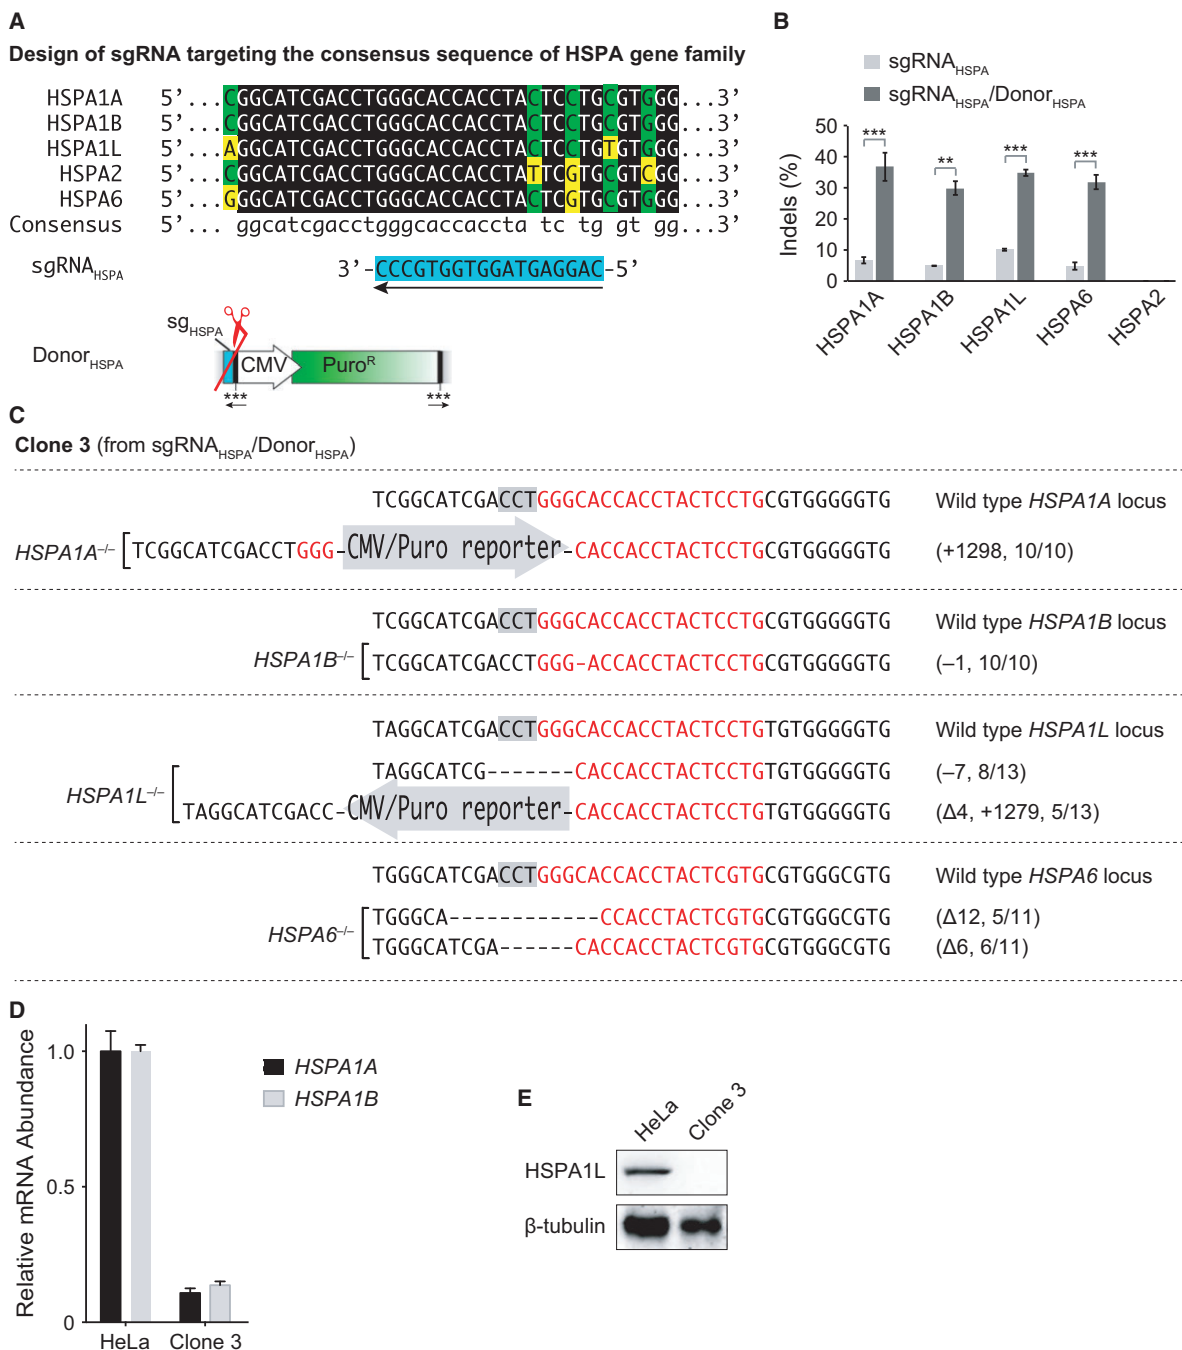 A
Design of sgRNA targeting the consensus sequence of HSPA gene family
HSPA1A 5’...CGGCATCGACCTGGGCACCACCTACTCCTGCGTGGG...3’
HSPA1B 5’...CGGCATCGACCTGGGCACCACCTACTCCTGCGTGGG...3’
HSPA1L 5’...AGGCATCGACCTGGGCACCACCTACTCCTGTGTGGG...3’
HSPA2 5’...CGGCATCGACCTGGGCACCACCTATTCGTGCGTCGG...3’
HSPA6 5’...GGGCATCGACCTGGGCACCACCTACTCGTGCGTGGG...3’
Consensus 5’... ggcatcgacctgggcaccaccta tc tg gt gg...3’
sgRNAHSPA 3’-CCCGTGGTGGATGAGGAC-5’
sgHSPA
DonorHSPA CMV PuroR
*** ***
B
sgRNAHSPA
sgRNAHSPA/DonorHSPA
Indels (%)
50
40
30
20
10
0
*** ** *** ***
HSPA1A HSPA1B HSPA1L HSPA6 HSPA2
C
Clone 3 (from sgRNAHSPA/DonorHSPA)
TCGGCATCGACCTGGGCACCACCTACTCCTGCGTGGGGGTG Wild type HSPA1A locus
HSPA1A–/– TCGGCATCGACCTGGG-CMV/Puro reporter-CACCACCTACTCCTGCGTGGGGGTG (+1298, 10/10)
TCGGCATCGACCTGGGCACCACCTACTCCTGCGTGGGGGTG Wild type HSPA1B locus
HSPA1B–/– TCGGCATCGACCTGGG-ACCACCTACTCCTGCGTGGGGGTG (–1, 10/10)
TAGGCATCGACCTGGGCACCACCTACTCCTGTGTGGGGGTG Wild type HSPA1L locus
HSPA1L–/–
TAGGCATCG-------CACCACCTACTCCTGTGTGGGGGTG (–7, 8/13)
TAGGCATCGACC-CMV/Puro reporter-CACCACCTACTCCTGTGTGGGGGTG (Δ4, +1279, 5/13)
TGGGCATCGACCTGGGCACCACCTACTCGTGCGTGGGCGTG Wild type HSPA6 locus
HSPA6–/–
TGGGCA------------CCACCTACTCGTGCGTGGGCGTG (Δ12, 5/11)
TGGGCATCGA------CACCACCTACTCGTGCGTGGGCGTG (Δ6, 6/11)
D
Relative mRNA Abundance
1.0
0.5
0
HeLa Clone 3
HSPA1A
HSPA1B
E
HeLa Clone 3
HSPA1L
β-tubulin